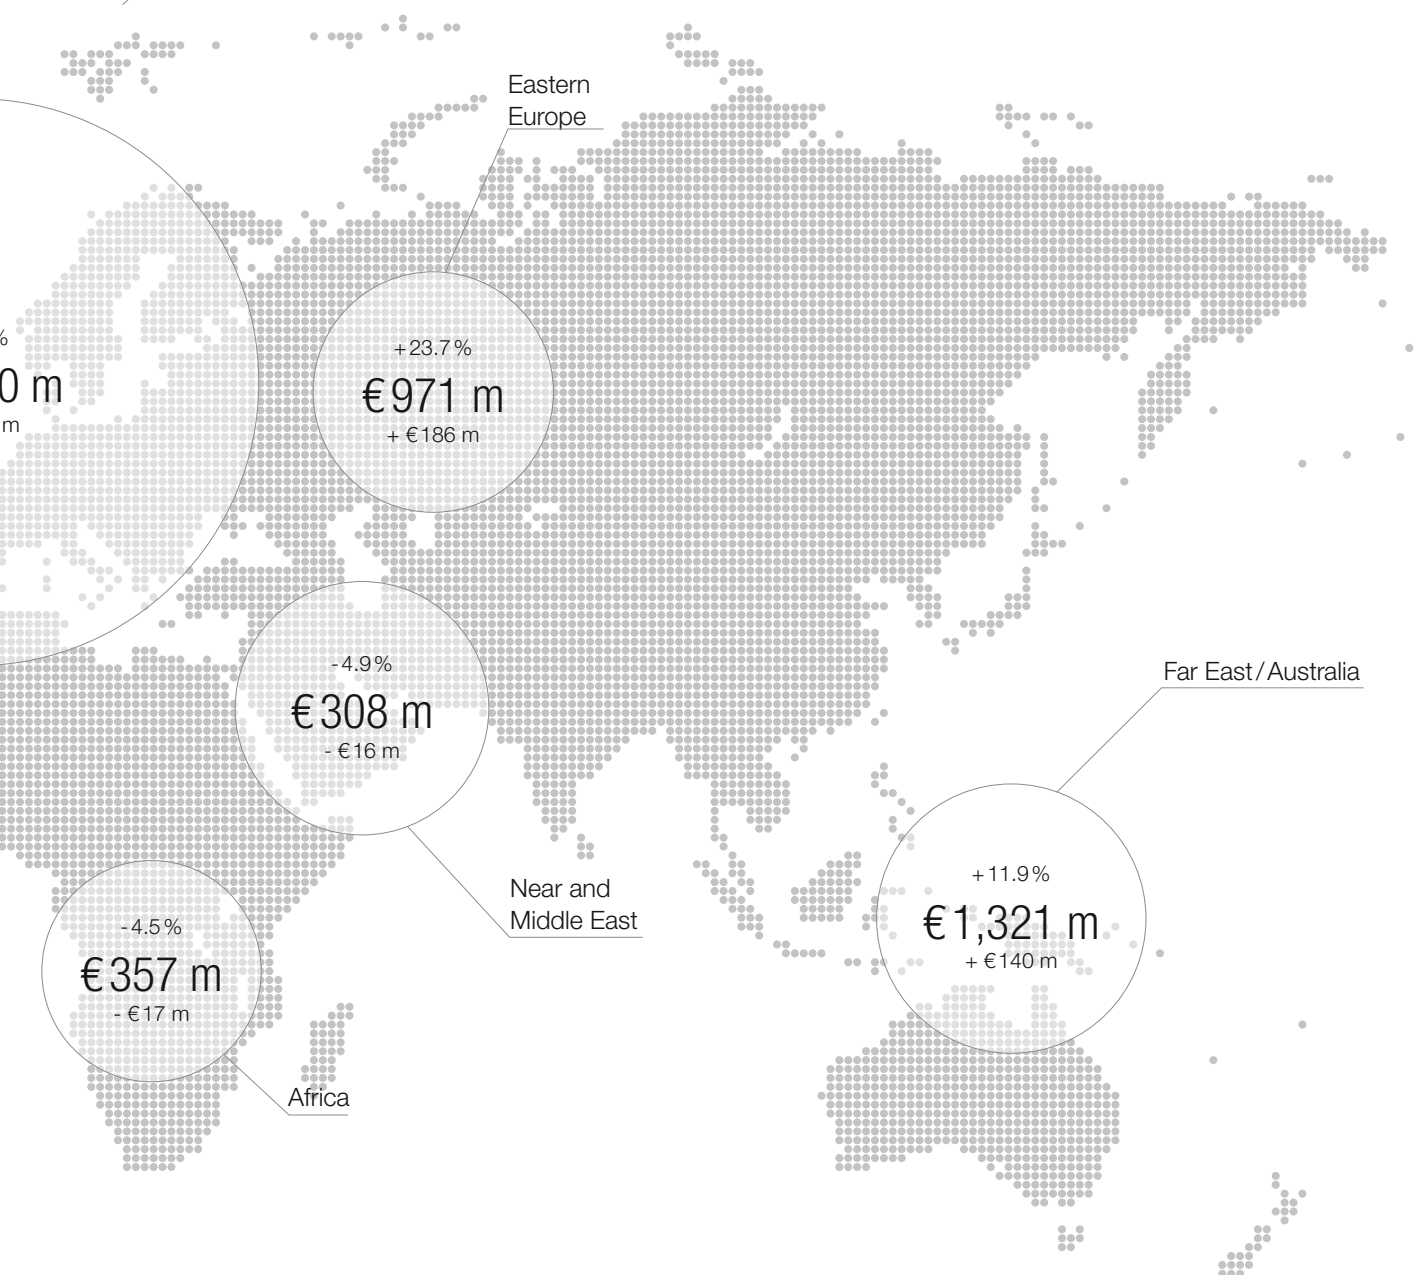 Eastern
Europe
+23.7%
€971 m
+ €186 m
%
0 m
m
-4.9%
€308 m
- €16 m
Far East/Australia
Near and
Middle East
+11.9%
€1,321 m
+ €140 m
-4.5%
€357 m
- €17 m
Africa